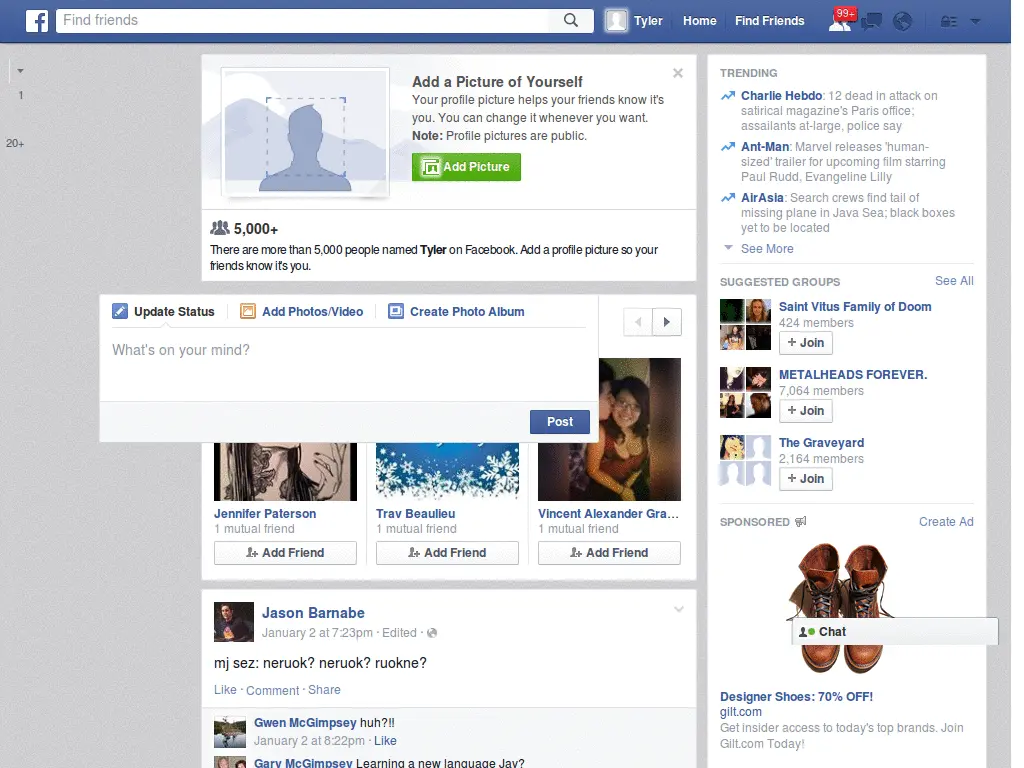 f Find friends Tyler Home Find Friends 99+
1
20+
Add a Picture of Yourself
Your profile picture helps your friends know it's
you. You can change it whenever you want.
Note: Profile pictures are public.
Add Picture
5,000+
There are more than 5,000 people named Tyler on Facebook. Add a profile picture so your
friends know it's you.
Update Status Add Photos/Video Create Photo Album
What's on your mind?
Post
Jennifer Paterson
1 mutual friend
Add Friend
Trav Beaulieu
1 mutual friend
Add Friend
Vincent Alexander Gra...
1 mutual friend
Add Friend
Jason Barnabe
January 2 at 7:23pm · Edited ·
mj sez: neruok? neruok? ruokne?
Like · Comment · Share
Gwen McGimpsey huh?!!
January 2 at 8:22pm · Like
Gary McGimpsey Learning a new language Jay?
TRENDING
Charlie Hebdo: 12 dead in attack on
satirical magazine's Paris office;
assailants at-large, police say
Ant-Man: Marvel releases 'human-
sized' trailer for upcoming film starring
Paul Rudd, Evangeline Lilly
AirAsia: Search crews find tail of
missing plane in Java Sea; black boxes
yet to be located
See More
SUGGESTED GROUPS See All
Saint Vitus Family of Doom
424 members
+ Join
METALHEADS FOREVER.
7,064 members
+ Join
The Graveyard
2,164 members
+ Join
SPONSORED Create Ad
Chat
Designer Shoes: 70% OFF!
gilt.com
Get insider access to today's top brands. Join
Gilt.com Today!